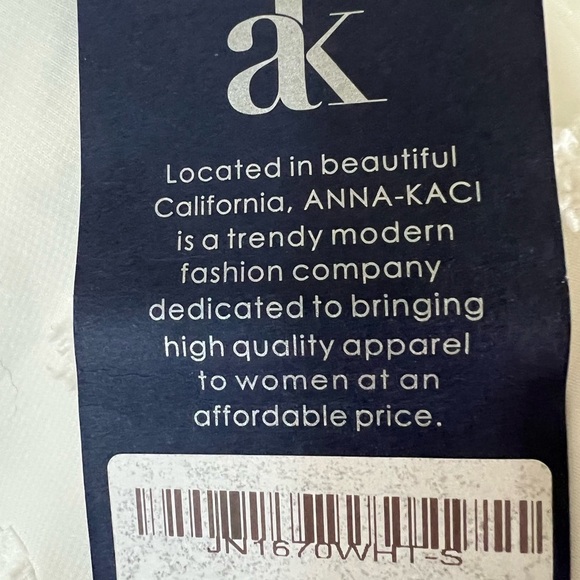 ak
Located in beautiful
California, ANNA-KACI
is a trendy modern
fashion company
dedicated to bringing
high quality apparel
to women at an
affordable price.
JN1670WHT-S